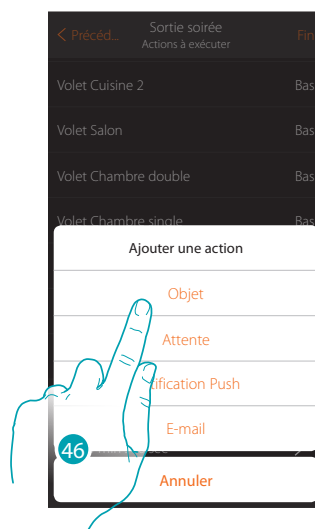 Précéd...
Sortie soirée
Fin
Actions à exécuter
Volet Cuisine 2
Bas
Volet Salon
Bas
Volet Chambre double
Bas
Volet Chambre single
Bas
Ajouter une action
Objet
Attente
ification Push
E-mail
46
Annuler